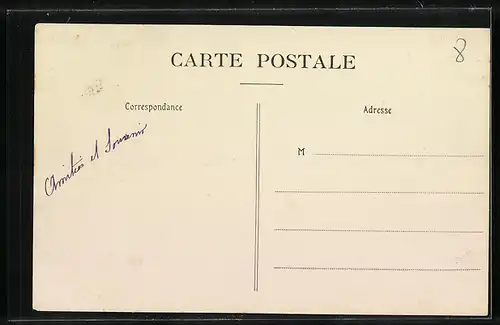 CARTE POSTALE
8
Correspondance
Adresse
Amitiés et Souvenir
M